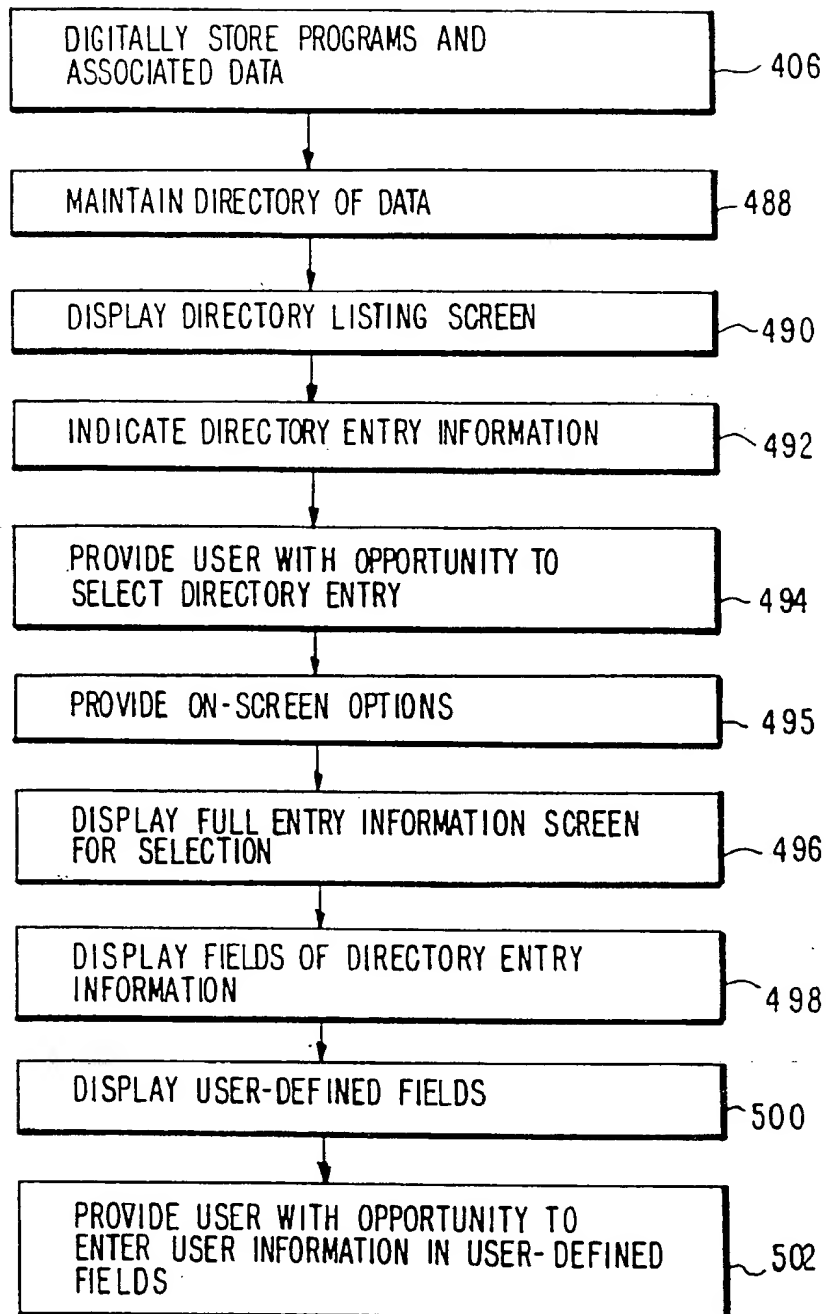 DIGITALLY STORE PROGRAMS AND
ASSOCIATED DATA
406
MAINTAIN DIRECTORY OF DATA
488
DISPLAY DIRECTORY LISTING SCREEN
490
INDICATE DIRECTORY ENTRY INFORMATION
492
PROVIDE USER WITH OPPORTUNITY TO
SELECT DIRECTORY ENTRY
494
PROVIDE ON-SCREEN OPTIONS
495
DISPLAY FULL ENTRY INFORMATION SCREEN
FOR SELECTION
496
DISPLAY FIELDS OF DIRECTORY ENTRY
INFORMATION
498
DISPLAY USER-DEFINED FIELDS
500
PROVIDE USER WITH OPPORTUNITY TO
ENTER USER INFORMATION IN USER-DEFINED
FIELDS
502